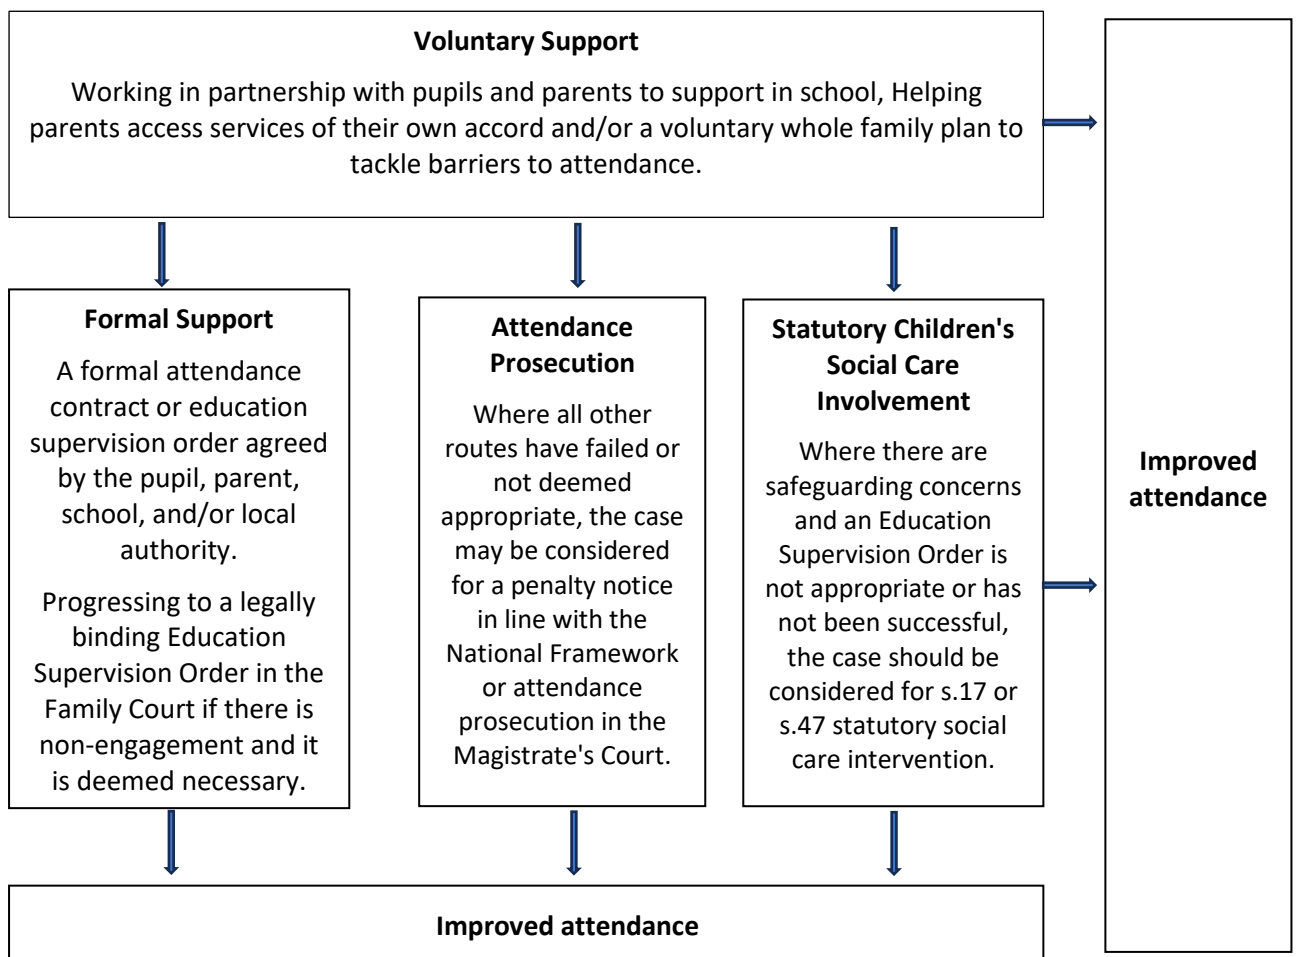 Voluntary Support
Working in partnership with pupils and parents to support in school, Helping
parents access services of their own accord and/or a voluntary whole family plan to
tackle barriers to attendance.
Formal Support
A formal attendance
contract or education
supervision order agreed
by the pupil, parent,
school, and/or local
authority.
Progressing to a legally
binding Education
Supervision Order in the
Family Court if there is
non-engagement and it
is deemed necessary.
Attendance
Prosecution
Where all other
routes have failed or
not deemed
appropriate, the case
may be considered
for a penalty notice
in line with the
National Framework
or attendance
prosecution in the
Magistrate's Court.
Statutory Children's
Social Care
Involvement
Where there are
safeguarding concerns
and an Education
Supervision Order is
not appropriate or has
not been successful,
the case should be
considered for s.17 or
s.47 statutory social
care intervention.
Improved
attendance
Improved attendance